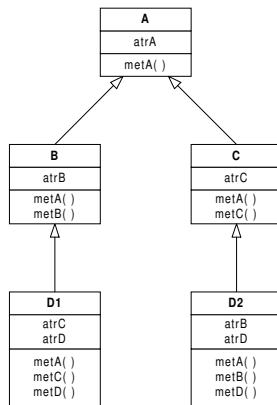 A
atrA
metA( )
B
atrB
metA( )
metB( )
C
atrC
metA( )
metC( )
D1
atrC
atrD
metA( )
metC( )
metD( )
D2
atrB
atrD
metA( )
metB( )
metD( )